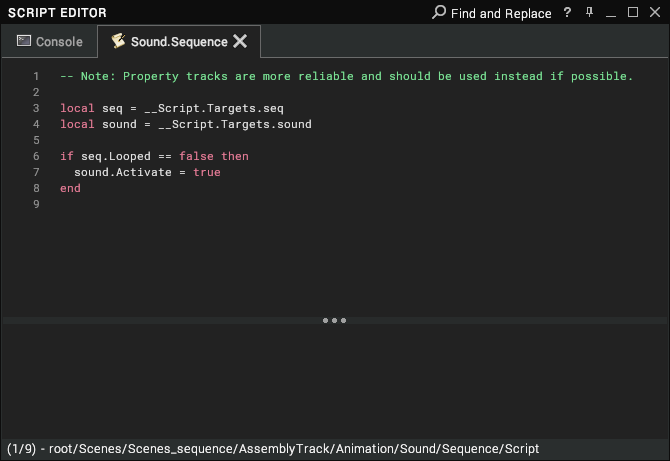 SCRIPT EDITOR Find and Replace ?
Console Sound.Sequence
1 -- Note: Property tracks are more reliable and should be used instead if possible.
2
3 local seq = __Script.Targets.seq
4 local sound = __Script.Targets.sound
5
6 if seq.Looped == false then
7 sound.Activate = true
8 end
9
(1/9) - root/Scenes/Scenes_sequence/AssemblyTrack/Animation/Sound/Sequence/Script